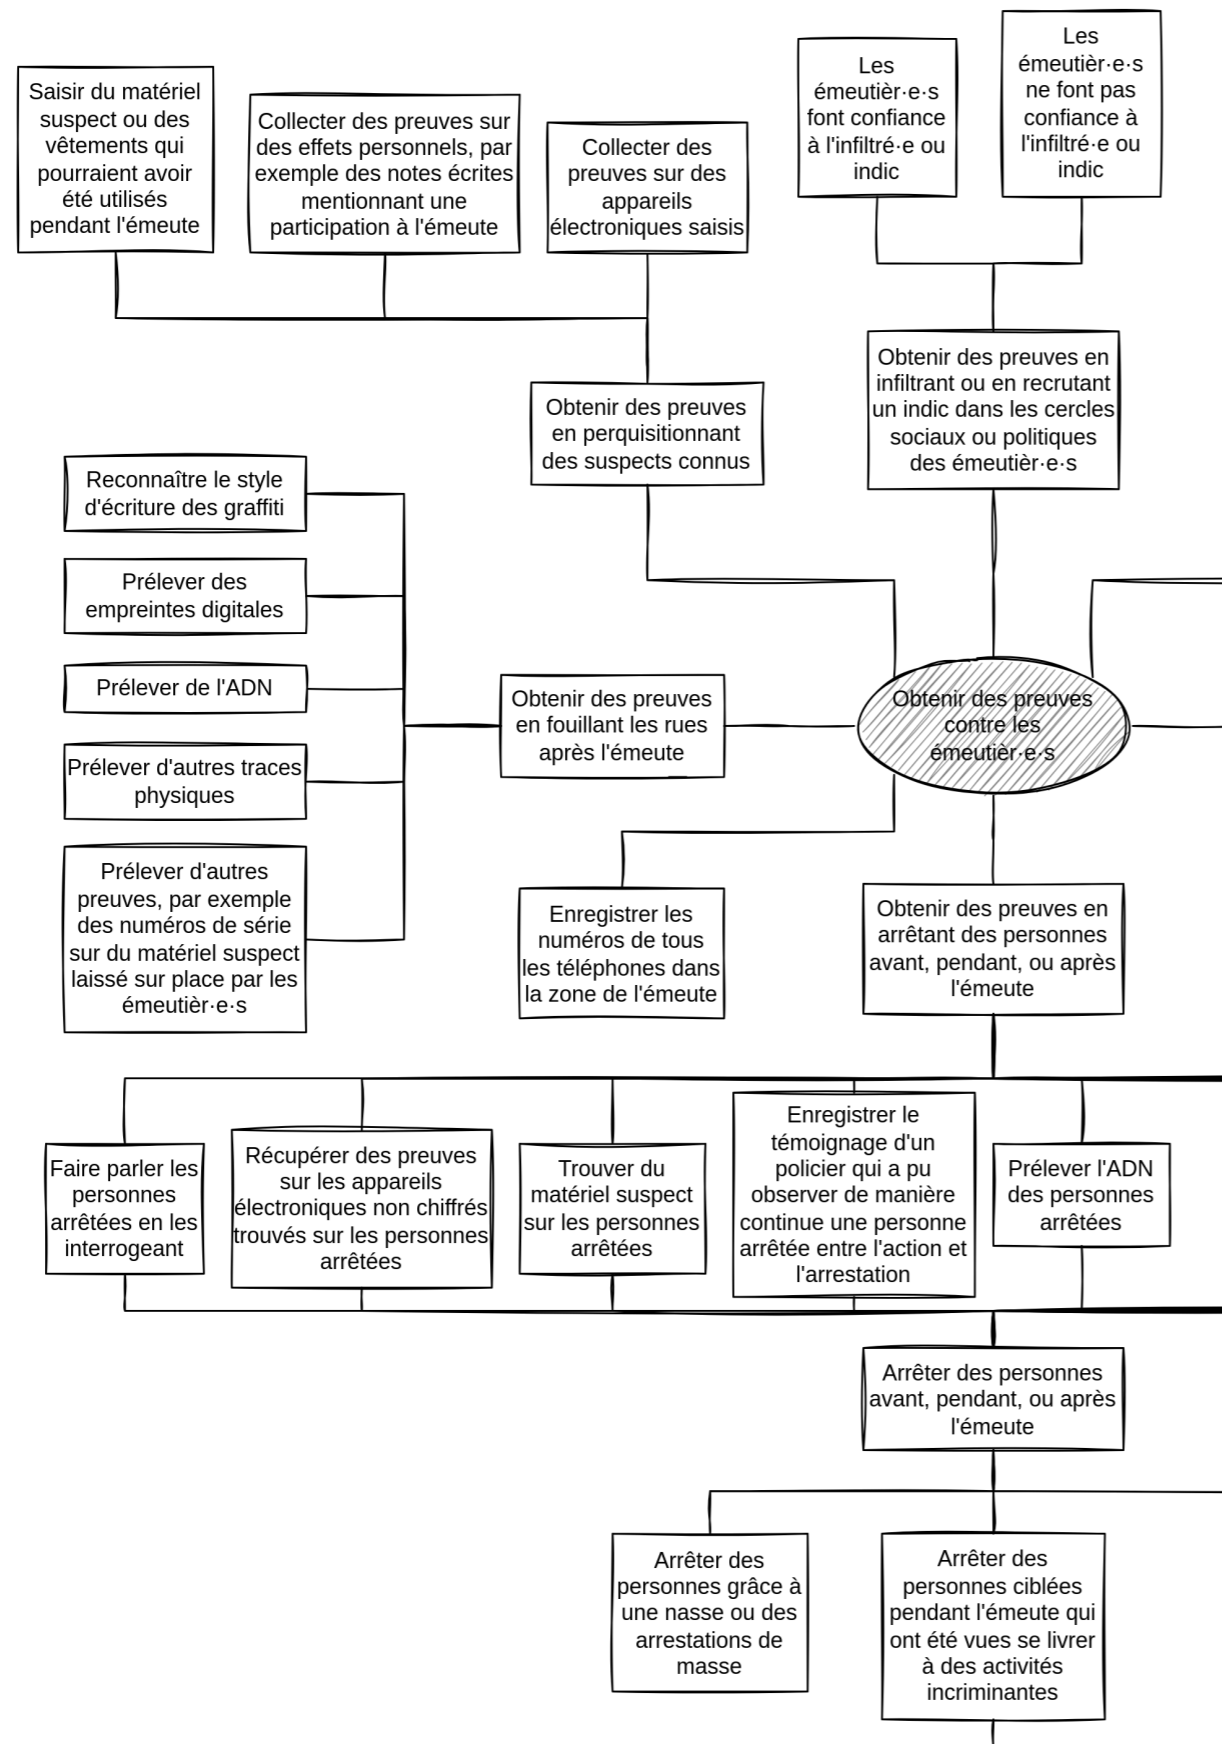 Saisir du matériel
suspect ou des
vêtements qui
pourraient avoir
été utilisés
pendant l'émeute
Collecter des preuves sur
des effets personnels, par
exemple des notes écrites
mentionnant une
participation à l'émeute
Collecter des
preuves sur des
appareils
électroniques saisis
Les
émeutièr·e·s
font confiance
à l'infiltré·e ou
indic
Les
émeutièr·e·s
ne font pas
confiance à
l'infiltré·e ou
indic
Obtenir des preuves
en perquisitionnant
des suspects connus
Obtenir des preuves en
infiltrant ou en recrutant
un indic dans les cercles
sociaux ou politiques
des émeutièr·e·s
Reconnaître le style
d'écriture des graffiti
Prélever des
empreintes digitales
Prélever de l'ADN
Prélever d'autres traces
physiques
Prélever d'autres
preuves, par exemple
des numéros de série
sur du matériel suspect
laissé sur place par les
émeutièr·e·s
Obtenir des preuves
en fouillant les rues
après l'émeute
Obtenir des preuves
contre les
émeutièr·e·s
Enregistrer les
numéros de tous
les téléphones dans
la zone de l'émeute
Obtenir des preuves en
arrêtant des personnes
avant, pendant, ou après
l'émeute
Faire parler les
personnes
arrêtées en les
interrogeant
Récupérer des preuves
sur les appareils
électroniques non chiffrés
trouvés sur les personnes
arrêtées
Trouver du
matériel suspect
sur les personnes
arrêtées
Enregistrer le
témoignage d'un
policier qui a pu
observer de manière
continue une personne
arrêtée entre l'action et
l'arrestation
Prélever l'ADN
des personnes
arrêtées
Arrêter des personnes
avant, pendant, ou après
l'émeute
Arrêter des
personnes grâce à
une nasse ou des
arrestations de
masse
Arrêter des
personnes ciblées
pendant l'émeute qui
ont été vues se livrer
à des activités
incriminantes